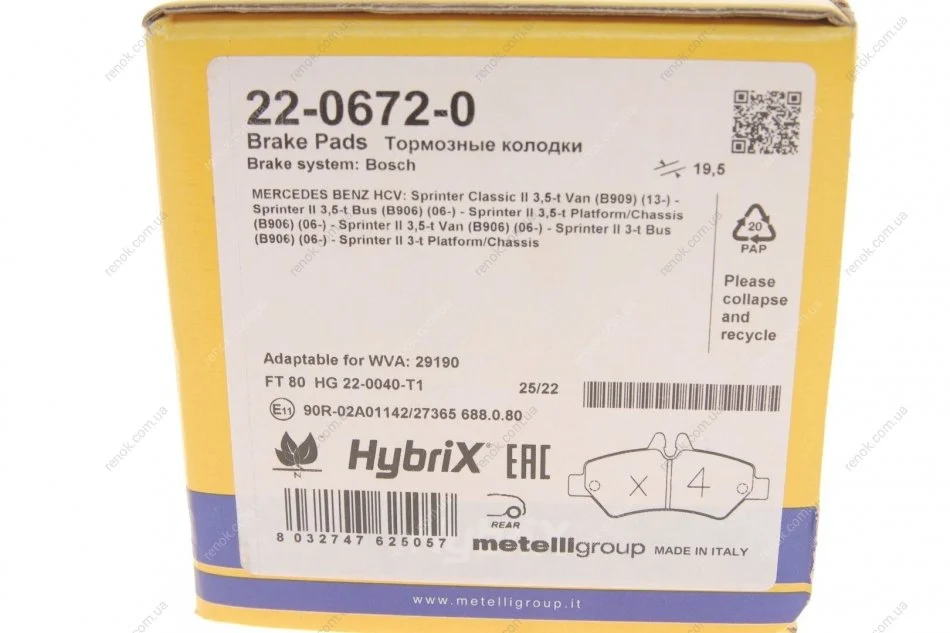 22-0672-0
Brake Pads Тормозные колодки
Brake system: Bosch
19,5
MERCEDES BENZ HCV: Sprinter Classic II 3,5-t Van (B909) (13-) -
Sprinter II 3,5-t Bus (B906) (06-) - Sprinter II 3,5-t Platform/Chassis
(B906) (06-) - Sprinter II 3,5-t Van (B906) (06-) - Sprinter II 3-t Bus
(B906) (06-) - Sprinter II 3-t Platform/Chassis
20
PAP
Please
collapse
and
recycle
Adaptable for WVA: 29190
FT 80 HG 22-0040-T1
25/22
E11 90R-02A01142/27365 688.0.80
N
HybriX® EAC
x 4
REAR
8 032747 625057
HybriX
metelligroup MADE IN ITALY
www.metelligroup.it
renok.com.ua